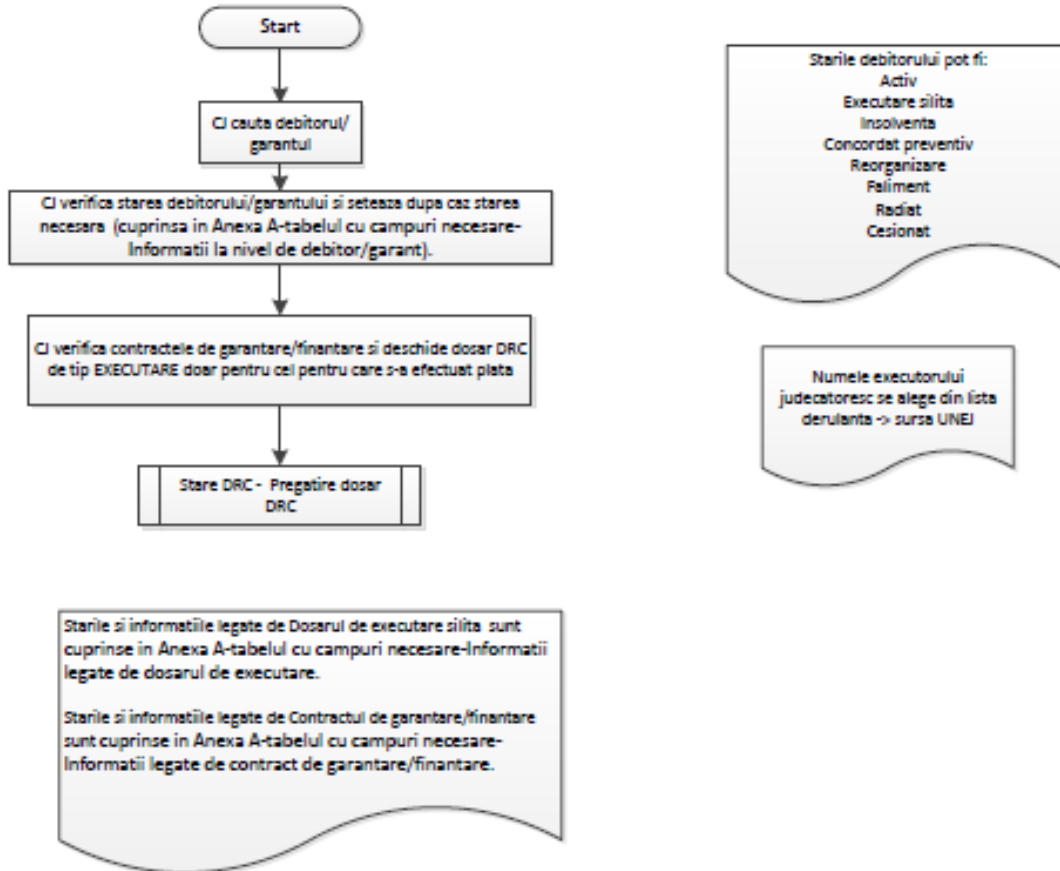 Start
CJ cauta debitorul/
garantul
CJ verifica starea debitorului/garantului si seteaza dupa caz starea
necesara (cuprinsa in Anexa A-tabelul cu campuri necesare-
Informatii la nivel de debitor/garant).
CJ verifica contractele de garantare/finantare si deschide dosar DRC
de tip EXECUTARE doar pentru cel pentru care s-a efectuat plata
Stare DRC - Pregatire dosar
DRC
Starile debitorului pot fi:
Activ
Executare silita
Insolventa
Concordat preventiv
Reorganizare
Faliment
Radiat
Cesionat
Numele executorului
judecatoresc se alege din lista
derulanta -> sursa UNEJ
Starile si informatiile legate de Dosarul de executare silita sunt
cuprinse in Anexa A-tabelul cu campuri necesare-Informatii
legate de dosarul de executare.
Starile si informatiile legate de Contractul de garantare/finantare
sunt cuprinse in Anexa A-tabelul cu campuri necesare-
Informatii legate de contract de garantare/finantare.